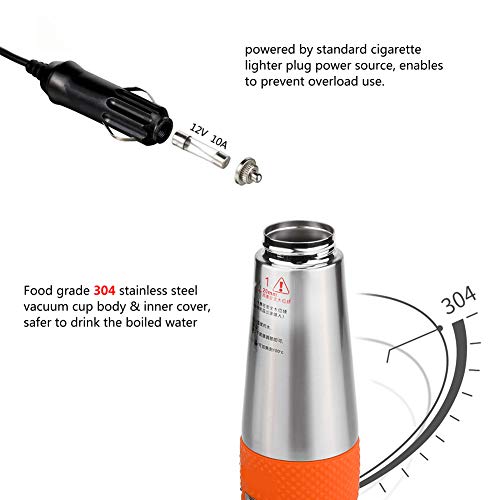 powered by standard cigarette
lighter plug power source, enables
to prevent overload use.
12V 10A
Food grade 304 stainless steel
vacuum cup body & inner cover,
safer to drink the boiled water
1
304